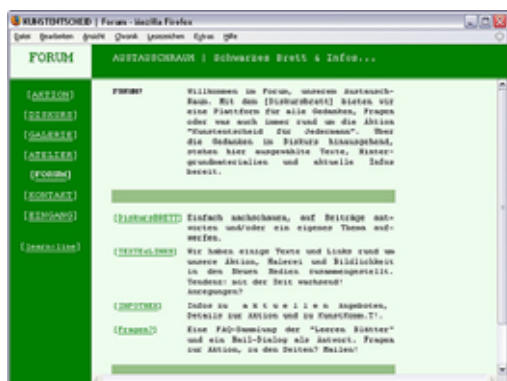 KUNSTENTSCHEID | Forum - Mozilla Firefox
Datei Bearbeiten Ansicht Chronik Lesezeichen Extras Hilfe
FORUM
AUSTAUSCHRAUM | Schwarzes Brett & Infos...
[AKTION]
[DISKURS]
[GALERIE]
[ATELIER]
[FORUM]
[KONTAKT]
[EINGANG]
[learn:line]
FORUM?
Willkommen im Forum, unserem Austausch-
Raum. Mit dem [Diskursbrett] bieten wir
eine Plattform für alle Gedanken, Fragen
oder was auch immer rund um die Aktion
"Kunstentscheid für Jedermann". Über
die Gedanken im Diskurs hinausgehend,
stehen hier ausgewählte Texte, Hinter-
grundmaterialien und aktuelle Infos
bereit.
[DiskursBRETT] Einfach nachschauen, auf Beiträge ant-
worten und/oder ein eigenes Thema auf-
werfen.
[TEXTE&LINKS] Wir haben einige Texte und Links rund um
unsere Aktion, Malerei und Bildlichkeit
in den Neuen Medien zusammengestellt.
Tendenz: mit der Zeit wachsend!
Anregungen?
[INFOTHEK] Infos zu a k t u e l l e n Angeboten,
Details zur Aktion und zu KunstKomm.T!.
[Fragen?] Eine FAQ-Sammlung der "Leeren Blätter"
und ein Mail-Dialog als Antwort. Fragen
zur Aktion, zu den Seiten? Mailen!